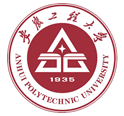 安徽工程大学
ANHUI POLYTECHNIC UNIVERSITY
1935